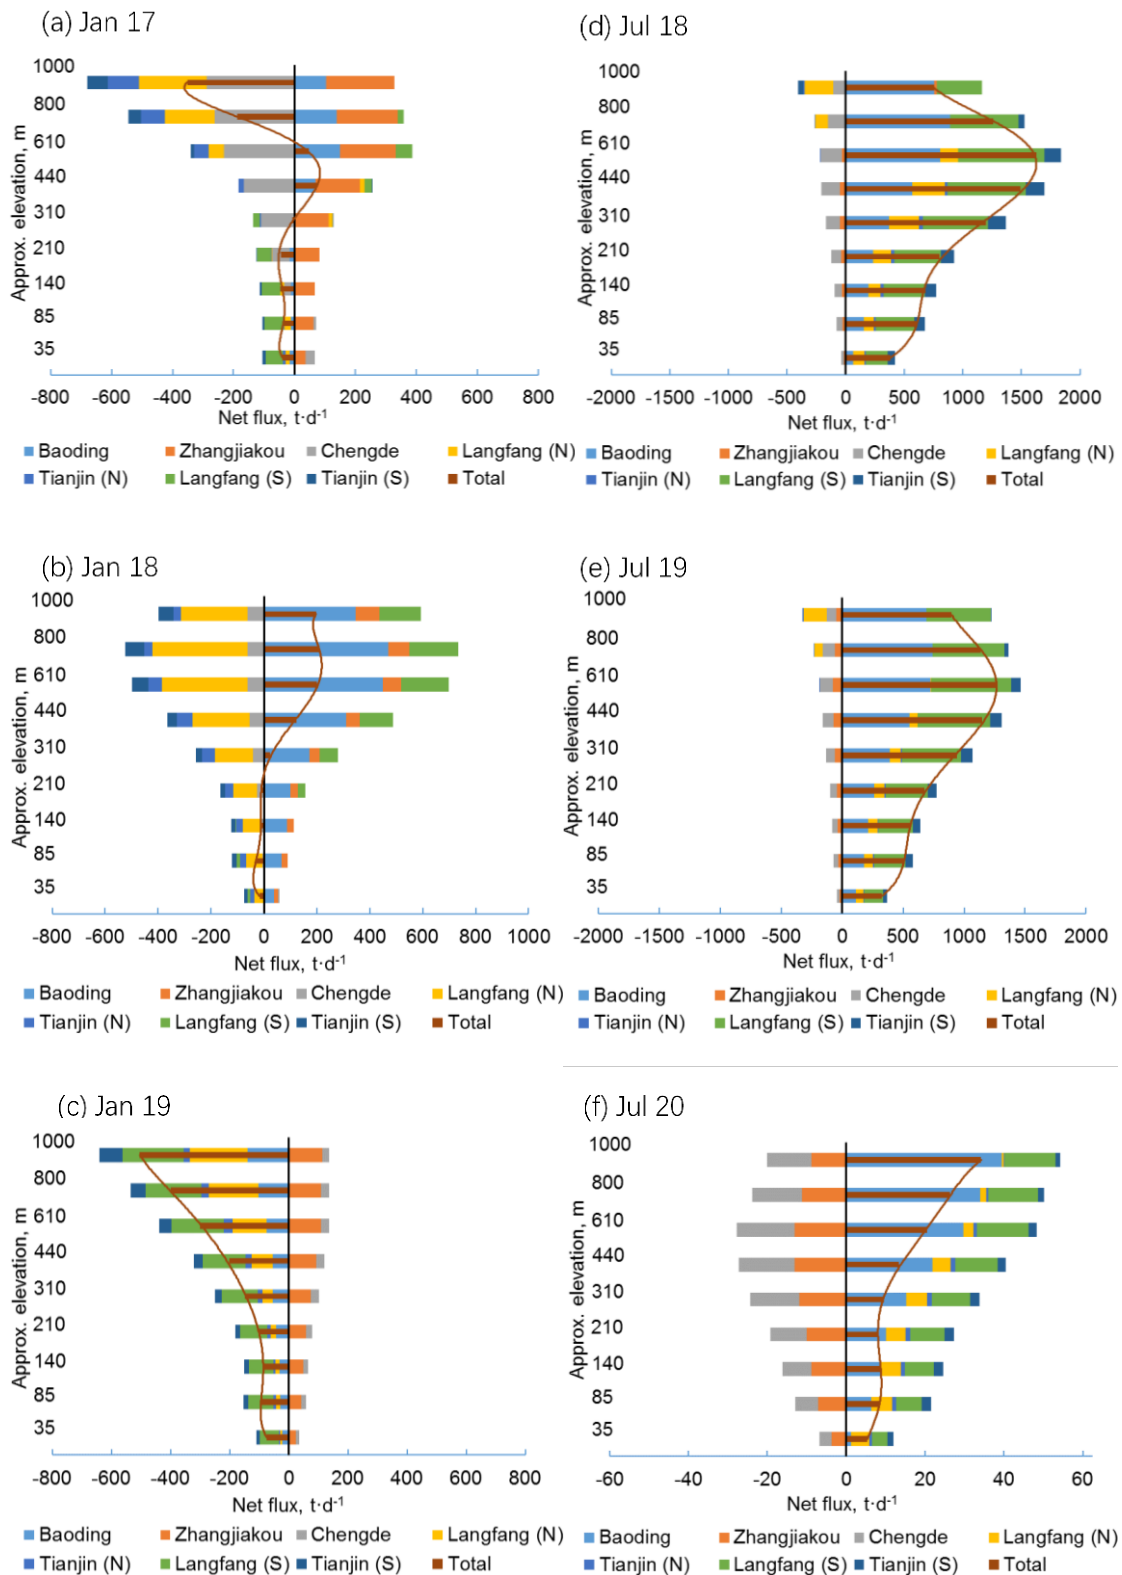 (a) Jan 17
Approx. elevation, m
1000
800
610
440
310
210
140
85
35
-800 -600 -400 -200 0 200 400 600 800
Net flux, t·d-1
Baoding Zhangjiakou Chengde Langfang (N)
Tianjin (N) Langfang (S) Tianjin (S) Total
(d) Jul 18
Approx. elevation, m
1000
800
610
440
310
210
140
85
35
-2000 -1500 -1000 -500 0 500 1000 1500 2000
Net flux, t·d-1
Baoding Zhangjiakou Chengde Langfang (N)
Tianjin (N) Langfang (S) Tianjin (S) Total
(b) Jan 18
Approx. elevation, m
1000
800
610
440
310
210
140
85
35
-800 -600 -400 -200 0 200 400 600 800 1000
Net flux, t·d-1
Baoding Zhangjiakou Chengde Langfang (N)
Tianjin (N) Langfang (S) Tianjin (S) Total
(e) Jul 19
Approx. elevation, m
1000
800
610
440
310
210
140
85
35
-2000 -1500 -1000 -500 0 500 1000 1500 2000
Net flux, t·d-1
Baoding Zhangjiakou Chengde Langfang (N)
Tianjin (N) Langfang (S) Tianjin (S) Total
(c) Jan 19
Approx. elevation, m
1000
800
610
440
310
210
140
85
35
-800 -600 -400 -200 0 200 400 600 800
Net flux, t·d-1
Baoding Zhangjiakou Chengde Langfang (N)
Tianjin (N) Langfang (S) Tianjin (S) Total
(f) Jul 20
Approx. elevation, m
1000
800
610
440
310
210
140
85
35
-60 -40 -20 0 20 40 60
Net flux, t·d-1
Baoding Zhangjiakou Chengde Langfang (N)
Tianjin (N) Langfang (S) Tianjin (S) Total